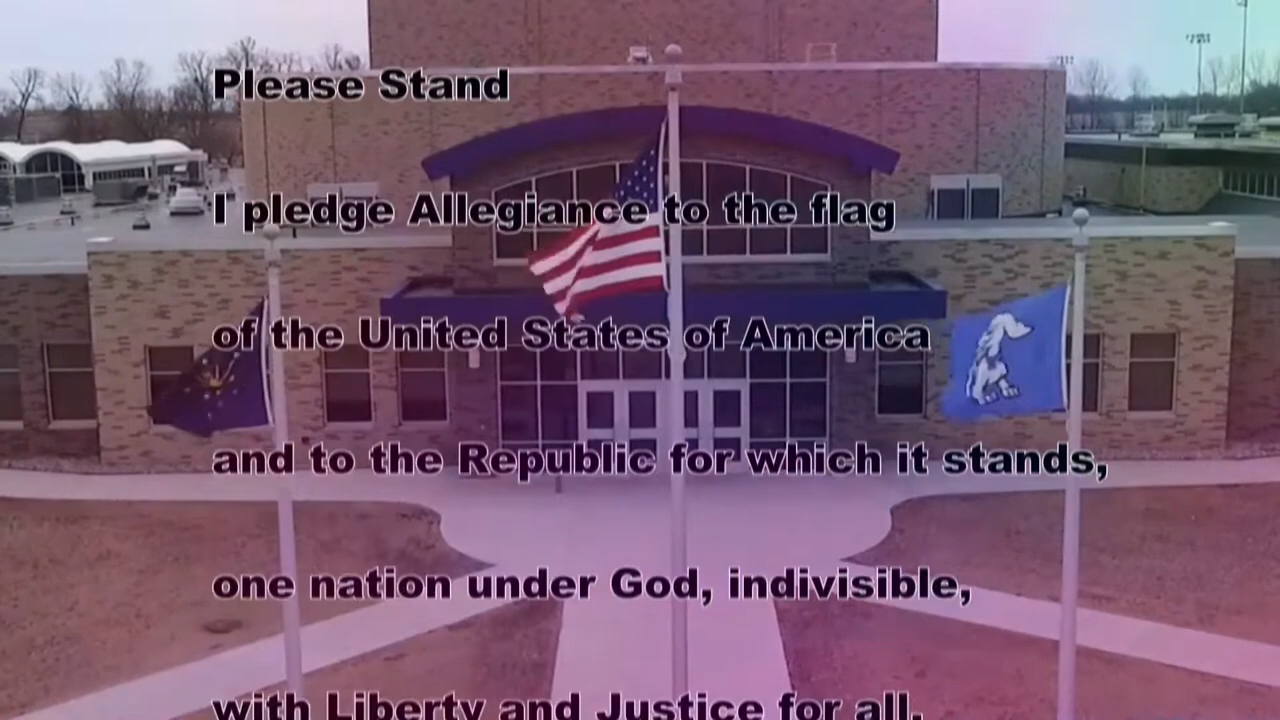 Please Stand
I pledge Allegiance to the flag
of the United States of America
and to the Republic for which it stands,
one nation under God, indivisible,
with Liberty and Justice for all.